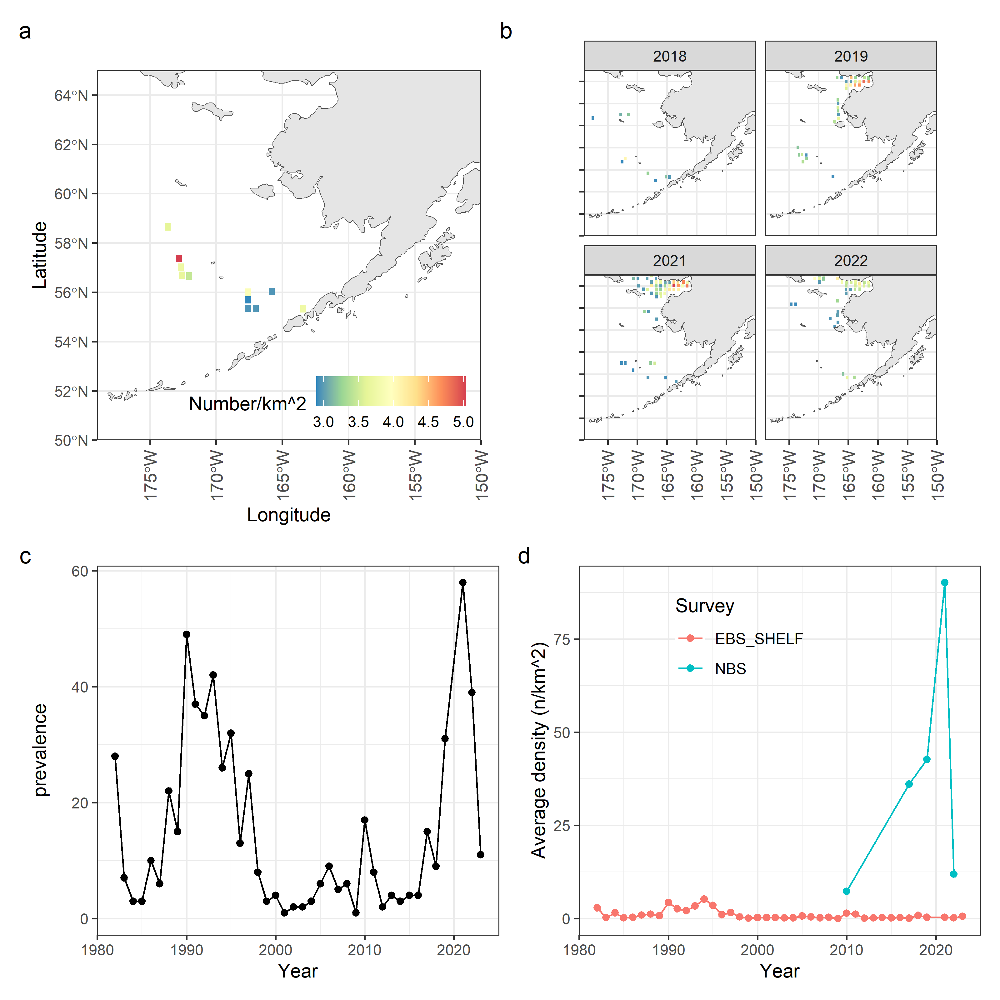 a
Latitude
64°N
62°N
60°N
58°N
56°N
54°N
52°N
50°N
Number/km^2
3.0 3.5 4.0 4.5 5.0
175°W 170°W 165°W 160°W 155°W 150°W
Longitude
b
2018 2019
2021 2022
175°W 170°W 165°W 160°W 155°W 150°W 175°W 170°W 165°W 160°W 155°W 150°W
c
prevalence
60
40
20
0
1980 1990 2000 2010 2020
Year
d
Average density (n/km^2)
75
50
25
0
Survey
EBS_SHELF
NBS
1980 1990 2000 2010 2020
Year